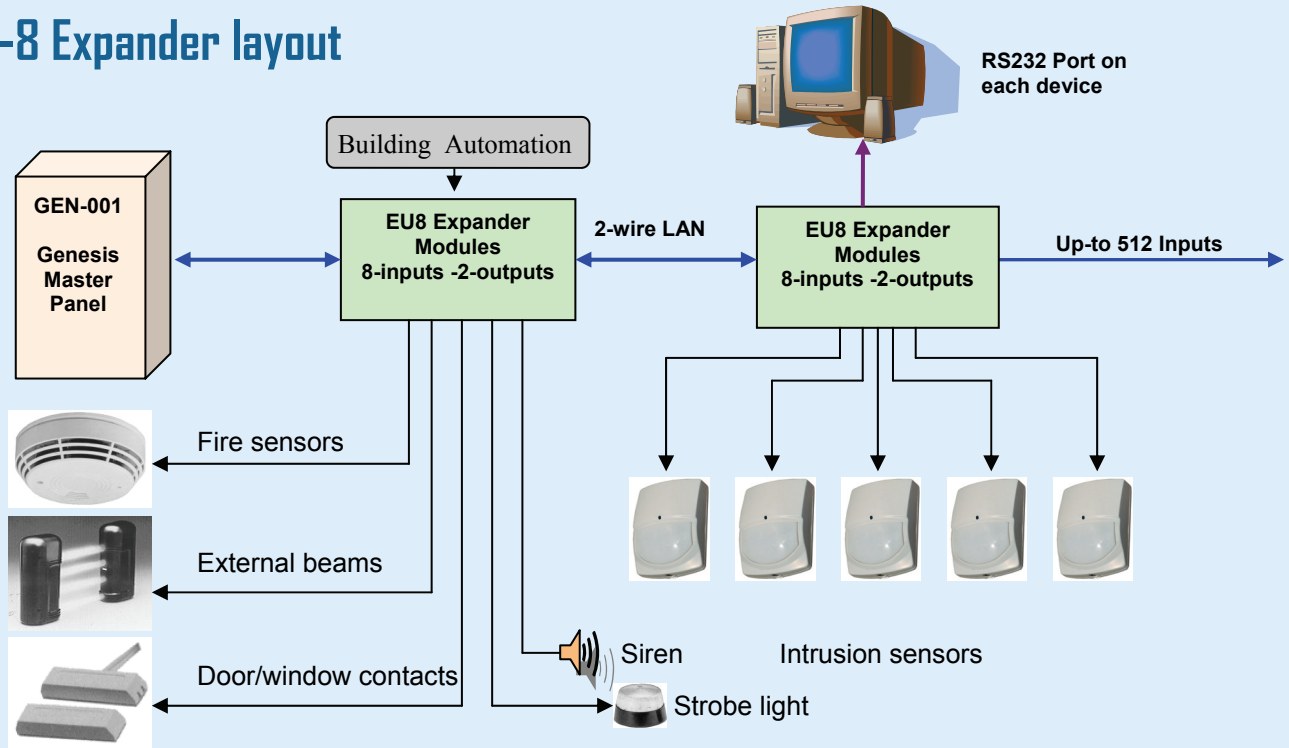 -8 Expander layout
RS232 Port on
each device
Building Automation
GEN-001
Genesis
Master
Panel
EU8 Expander
Modules
8-inputs -2-outputs
2-wire LAN
EU8 Expander
Modules
8-inputs -2-outputs
Up-to 512 Inputs
Fire sensors
External beams
Door/window contacts
Siren
Intrusion sensors
Strobe light